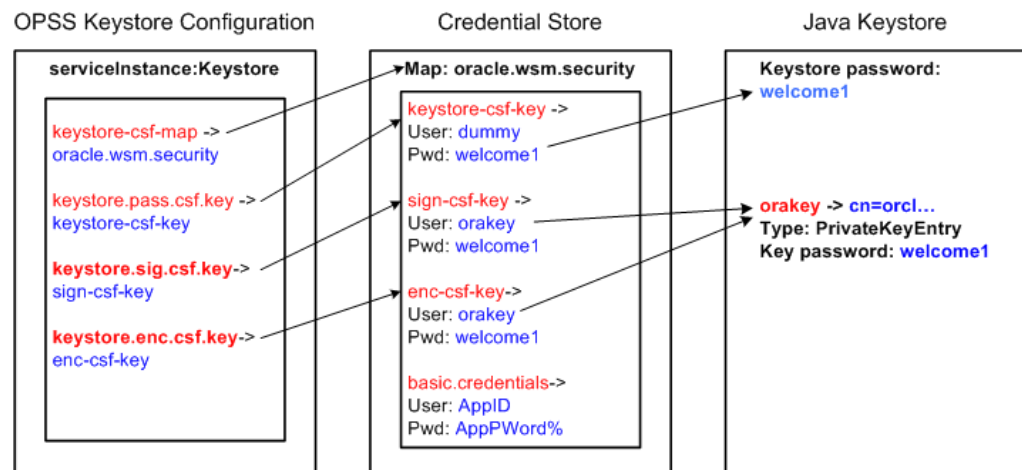 OPSS Keystore Configuration
serviceInstance:Keystore
keystore-csf-map ->
oracle.wsm.security
keystore.pass.csf.key->
keystore-csf-key
keystore.sig.csf.key->
sign-csf-key
keystore.enc.csf.key->
enc-csf-key
Credential Store
Map: oracle.wsm.security
keystore-csf-key ->
User: dummy
Pwd: welcome1
sign-csf-key ->
User: orakey
Pwd: welcome1
enc-csf-key->
User: orakey
Pwd: welcome1
basic.credentials->
User: AppID
Pwd: AppPWord%
Java Keystore
Keystore password:
welcome1
orakey -> cn=orcl...
Type: PrivateKeyEntry
Key password: welcome1